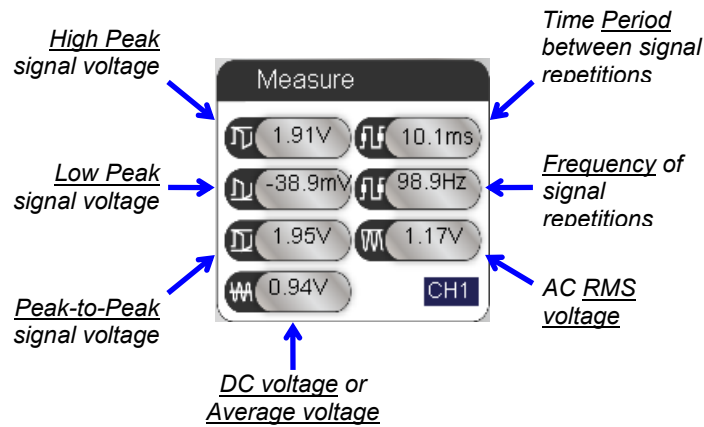 High Peak
signal voltage
Time Period
between signal
repetitions
Measure
1.91V
10.1ms
Low Peak
signal voltage
-38.9mV
98.9Hz
Frequency of
signal
repetitions
1.95V
1.17V
Peak-to-Peak
signal voltage
0.94V
CH1
AC RMS
voltage
DC voltage or
Average voltage